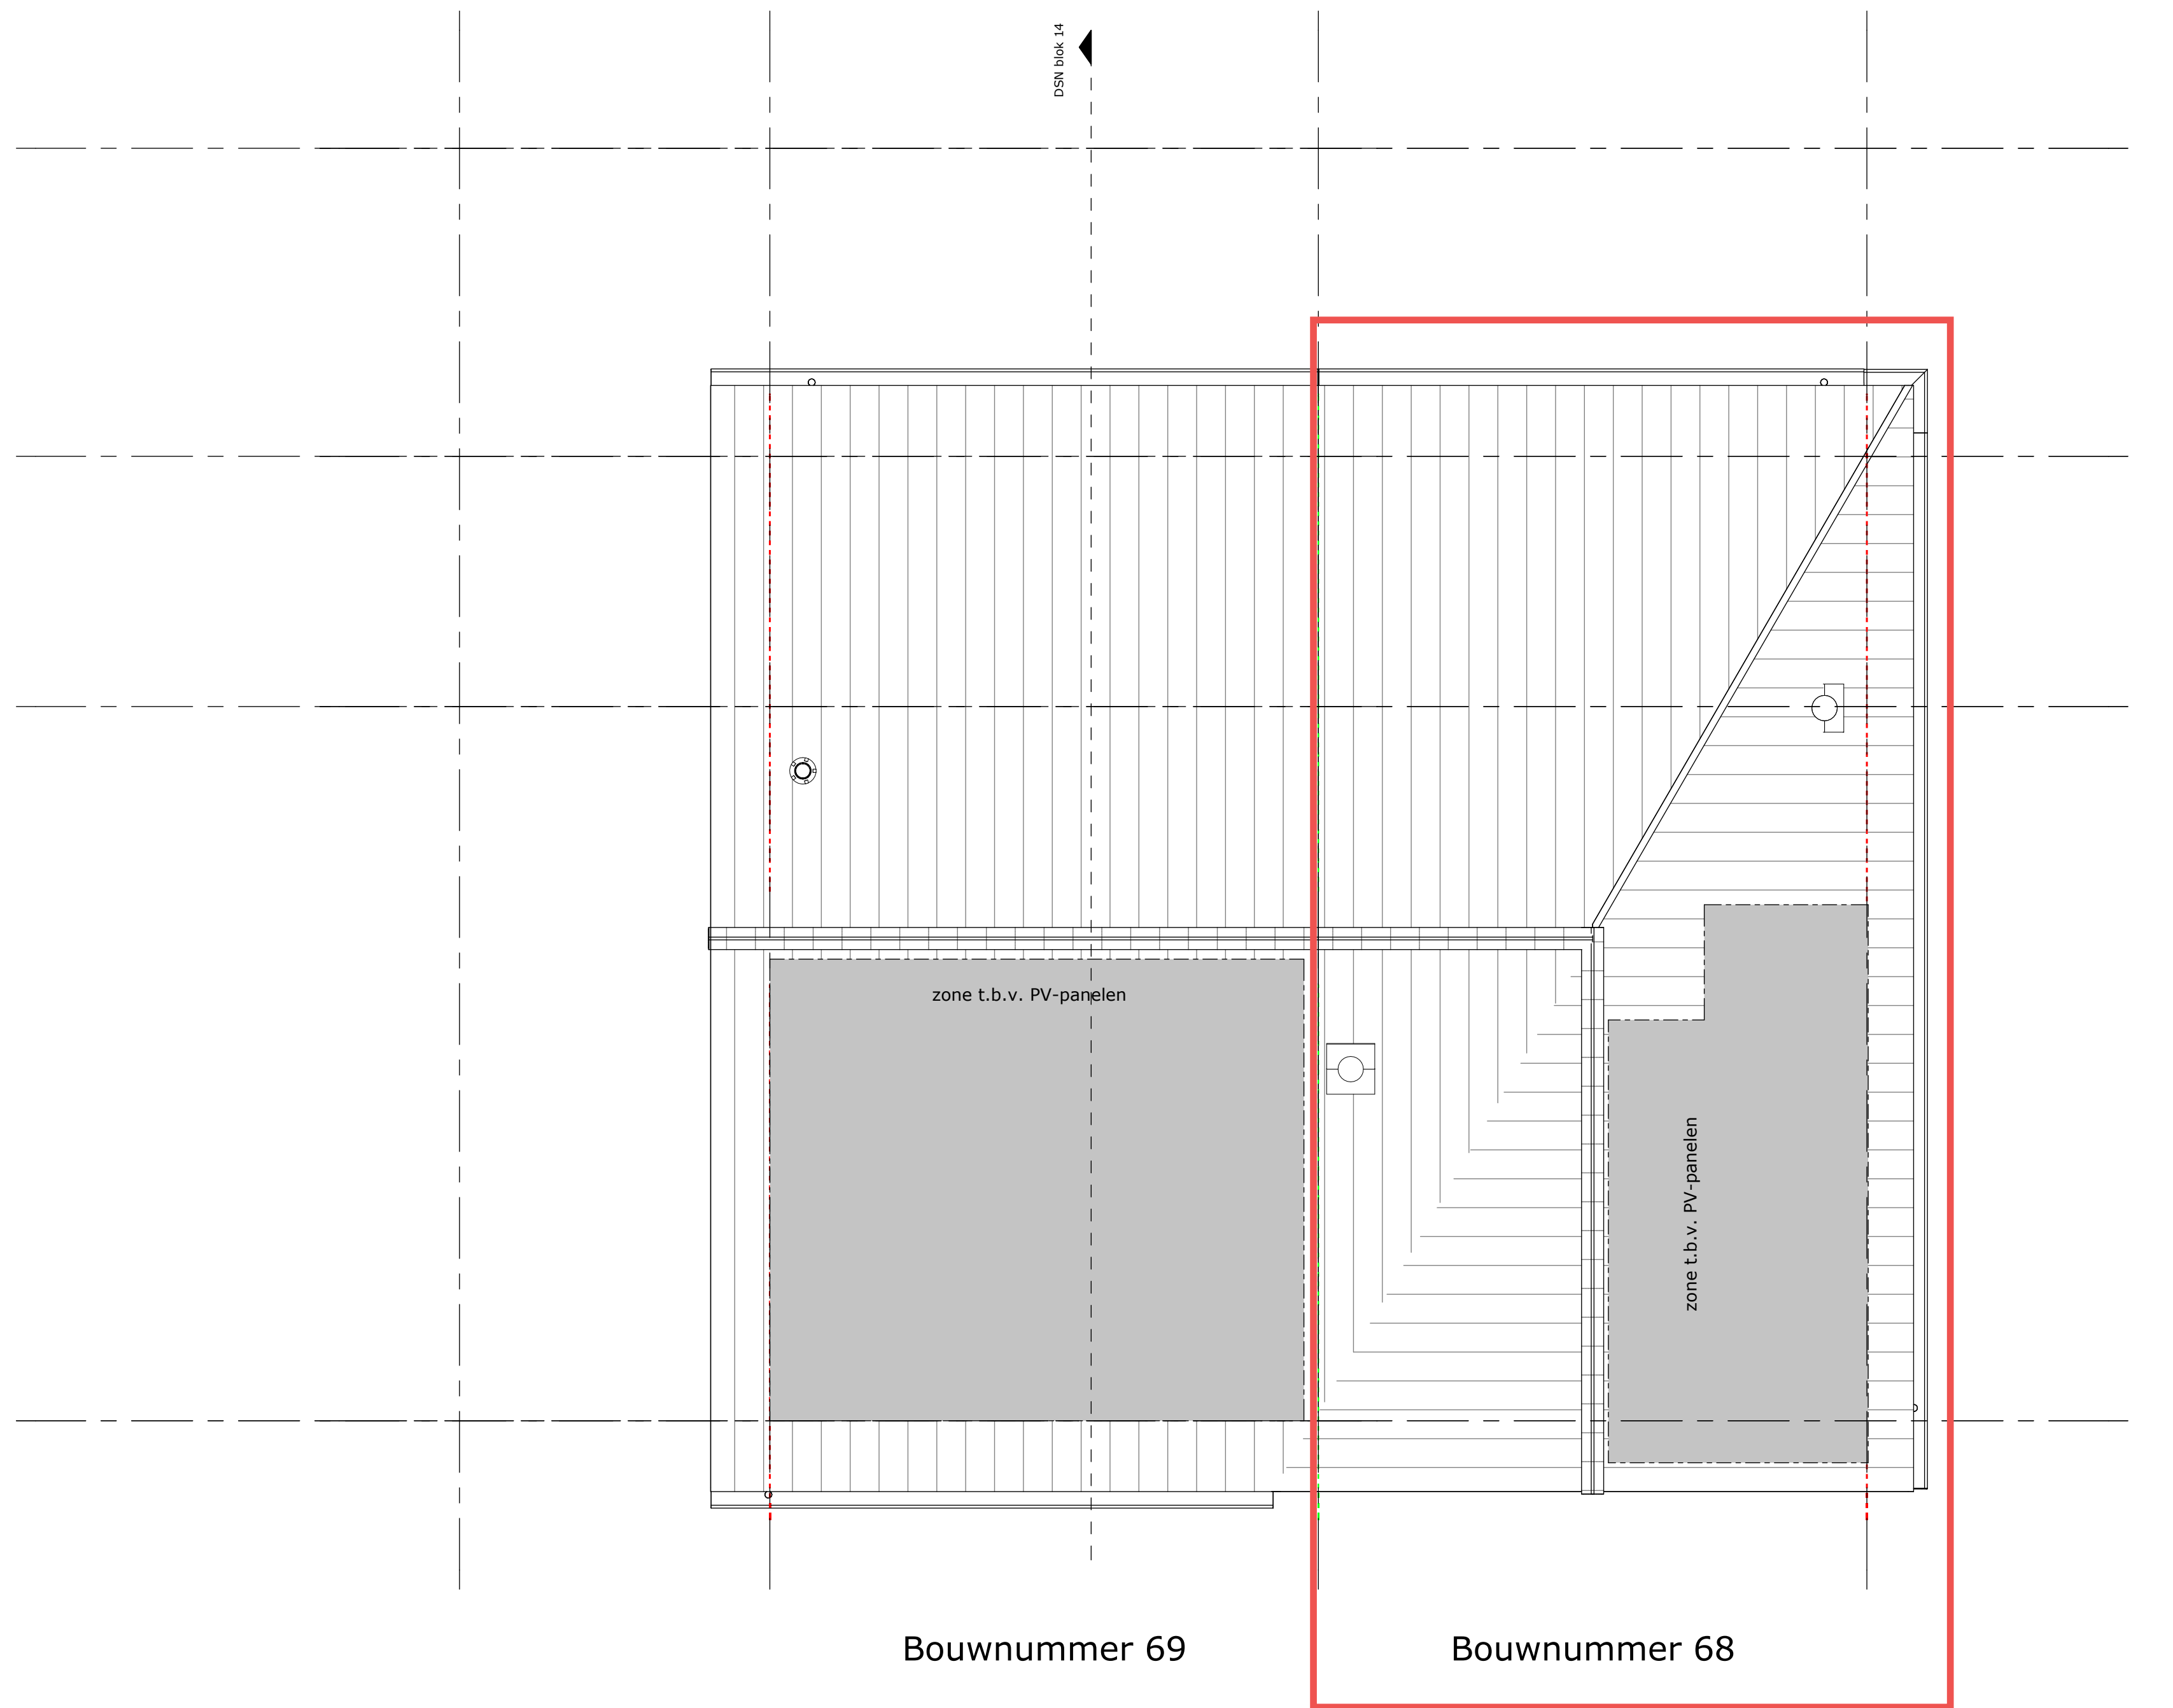 DSN blok 14
zone t.b.v. PV-panelen
zone t.b.v. PV-panelen
Bouwnummer 69
Bouwnummer 68